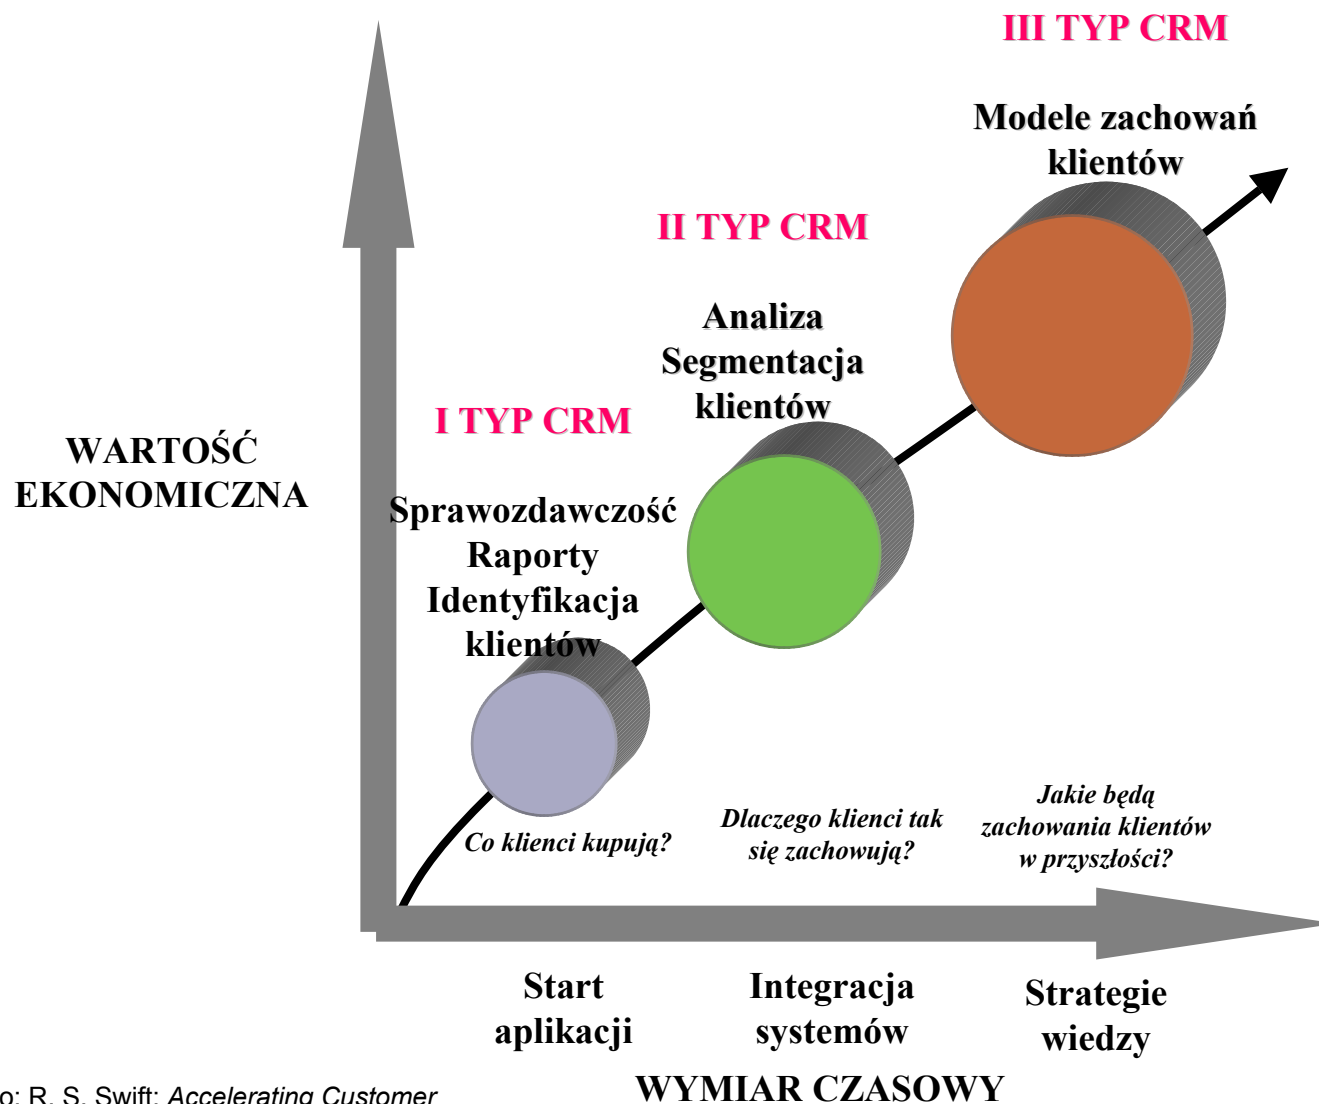 III TYP CRM
Modele zachowań
klientów
II TYP CRM
Analiza
Segmentacja
klientów
I TYP CRM
WARTOŚĆ
EKONOMICZNA
Sprawozdawczość
Raporty
Identyfikacja
klientów
Co klienci kupują?
Dlaczego klienci tak
się zachowują?
Jakie będą
zachowania klientów
w przyszłości?
Start
aplikacji
Integracja
systemów
Strategie
wiedzy
WYMIAR CZASOWY
R. S. Swift: Accelerating Customer